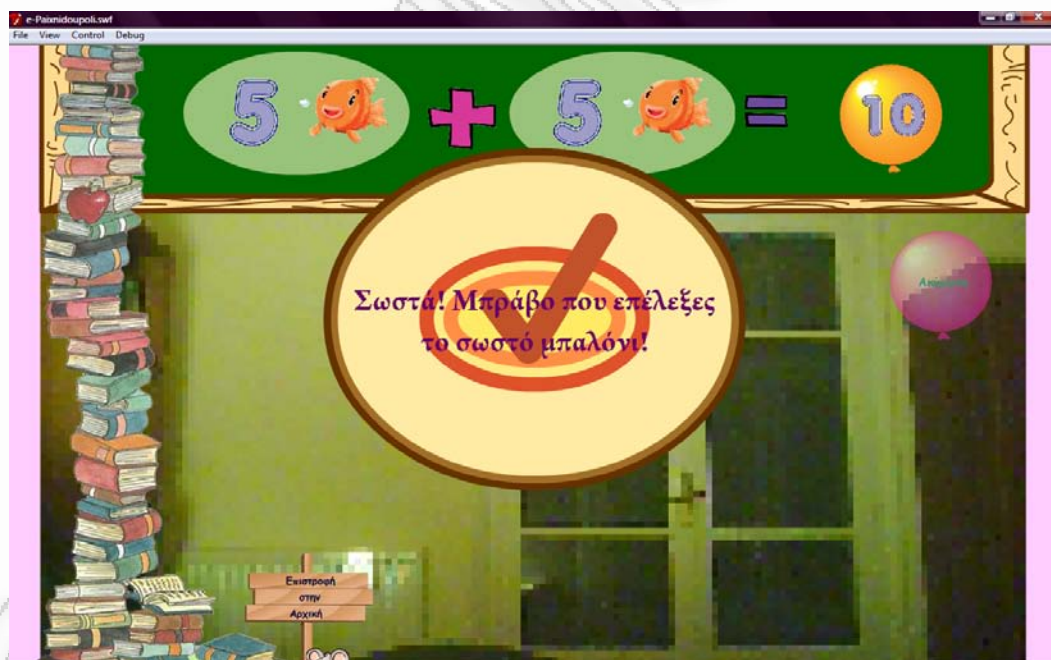 e-Paixnidoupoli.swf
File View Control Debug
5 + 5 = 10
Σωστά! Μπράβο που επέλεξες
το σωστό μπαλόνι!
Επιστροφή
στην
Αρχική